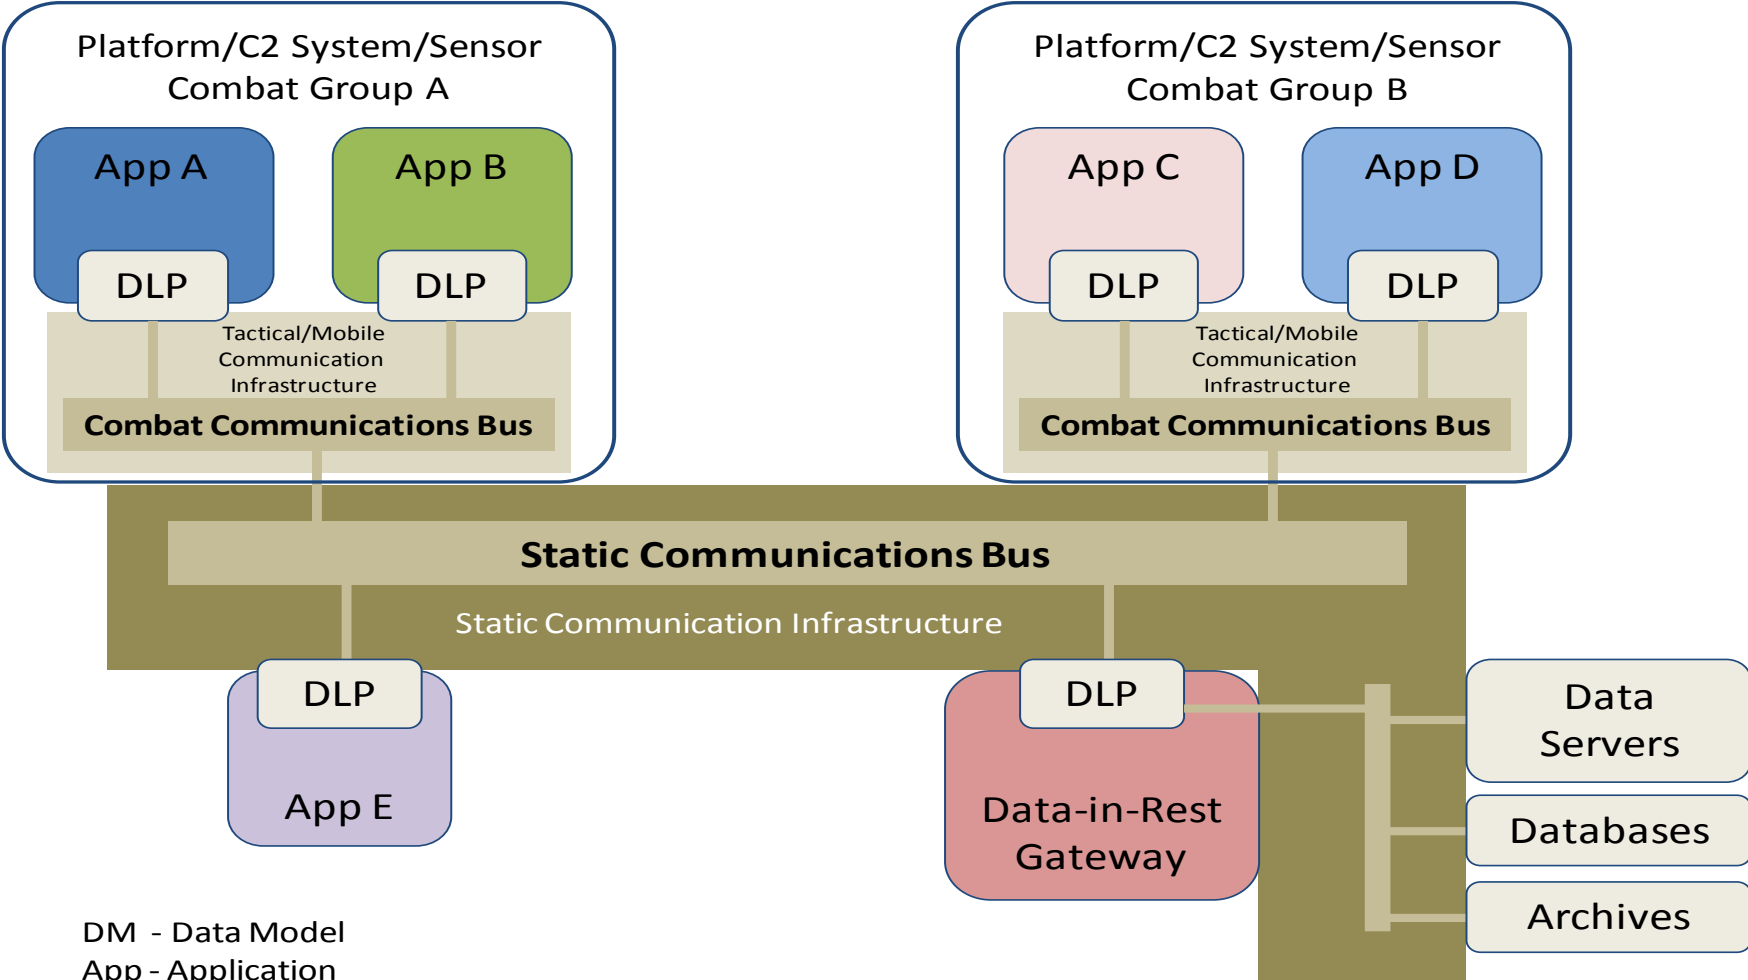 Platform/C2 System/Sensor
Combat Group A
App A
App B
DLP
DLP
Tactical/Mobile
Communication
Infrastructure
Combat Communications Bus
Platform/C2 System/Sensor
Combat Group B
App C
App D
DLP
DLP
Tactical/Mobile
Communication
Infrastructure
Combat Communications Bus
Static Communications Bus
Static Communication Infrastructure
DLP
App E
DLP
Data-in-Rest
Gateway
Data
Servers
Databases
Archives
DM - Data Model
App - Application